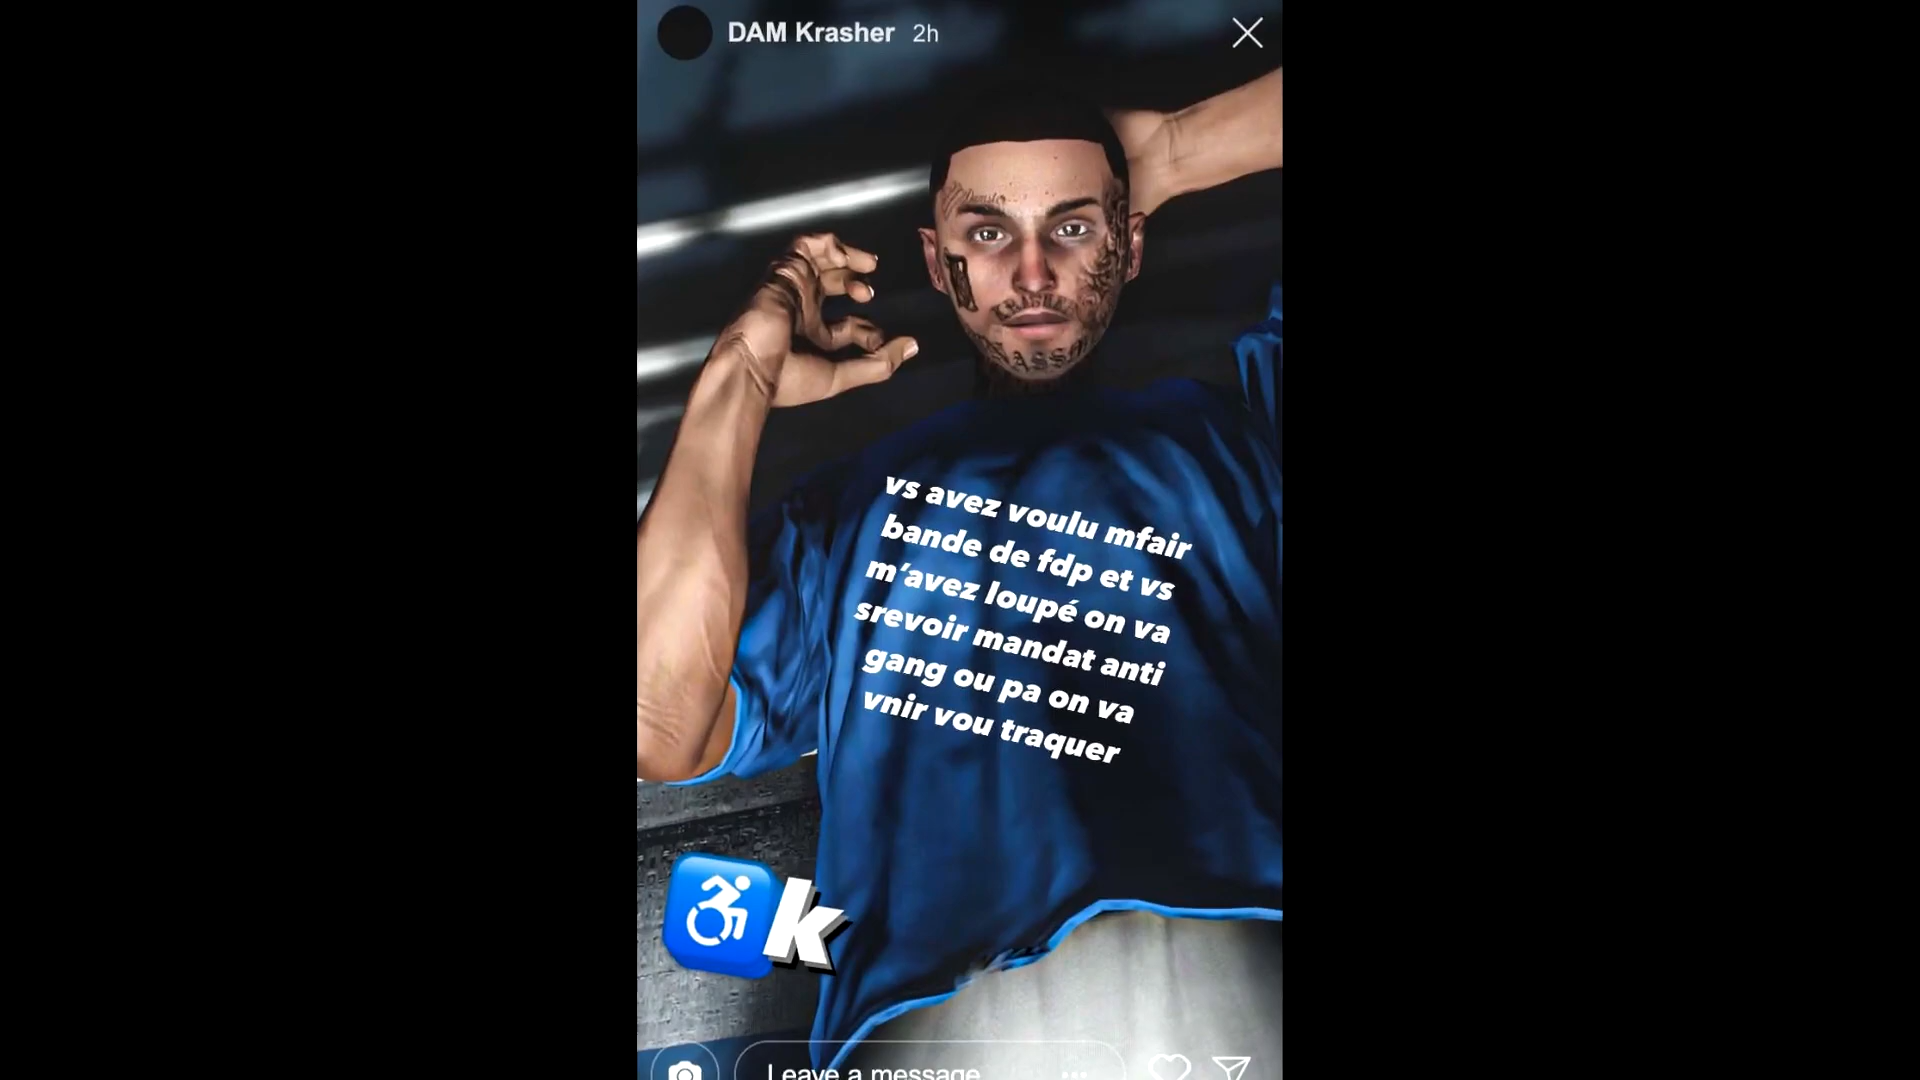 DAM Krasher 2h
vs avez voulu mfair
bande de fdp et vs
m'avez loupé on va
srevoir mandat anti
gang ou pa on va
vnir vou traquer
k
Leave a message